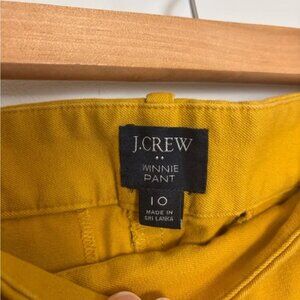 J.CREW
WINNIE
PANT
10
MADE IN
SRI LANKA